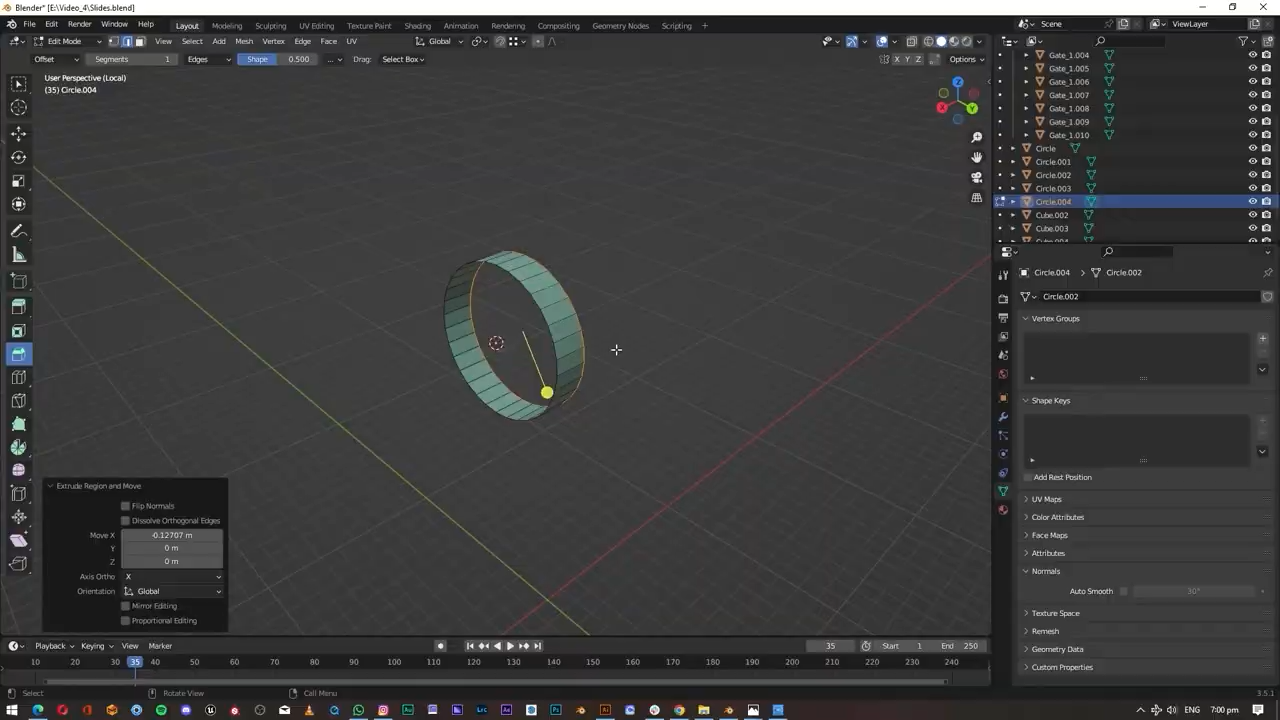 Blender* [E:\Video_4\Slides.blend]
File Edit Render Window Help Layout Modeling Sculpting UV Editing Texture Paint Shading Animation Rendering Compositing Geometry Nodes Scripting + Scene ViewLayer
Edit Mode View Select Add Mesh Vertex Edge Face UV Global
Offset Segments 1 Edges Shape 0.500 ... Drag: Select Box X Y Z Options
User Perspective (Local)
(35) Circle.004
Z
X
Y
Gate_1.004
Gate_1.005
Gate_1.006
Gate_1.007
Gate_1.008
Gate_1.009
Gate_1.010
Circle
Circle.001
Circle.002
Circle.003
Circle.004
Cube.002
Cube.003
Cube.004
Circle.004 > Circle.002
Circle.002
Vertex Groups
Shape Keys
Add Rest Position
UV Maps
Color Attributes
Face Maps
Attributes
Normals
Auto Smooth 30°
Texture Space
Remesh
Geometry Data
Custom Properties
Extrude Region and Move
Flip Normals
Dissolve Orthogonal Edges
Move X -0.12707 m
Y 0 m
Z 0 m
Axis Ortho X
Orientation Global
Mirror Editing
Proportional Editing
Playback Keying View Marker 35 Start 1 End 250
10 20 30 35 40 50 60 70 80 90 100 110 120 130 140 150 160 170 180 190 200 210 220 230 240
Select Rotate View Call Menu 3.5.1
ENG 7:00 pm